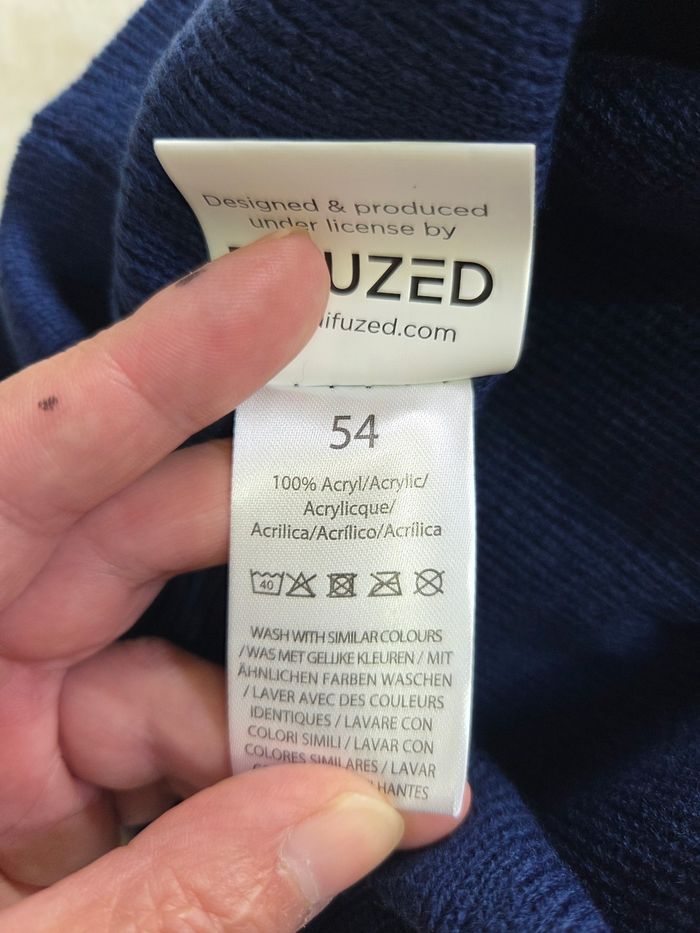 Designed & produced
under license by
UZED
ifuzed.com
54
100% Acryl/Acrylic/
Acrylicque/
Acrilica/Acrílico/Acrílica
40
WASH WITH SIMILAR COLOURS
/ WAS MET GELIJKE KLEUREN / MIT
ÄHNLICHEN FARBEN WASCHEN
/ LAVER AVEC DES COULEURS
IDENTIQUES / LAVARE CON
COLORI SIMILI / LAVAR CON
COLORES SIMILARES / LAVAR
HANTES